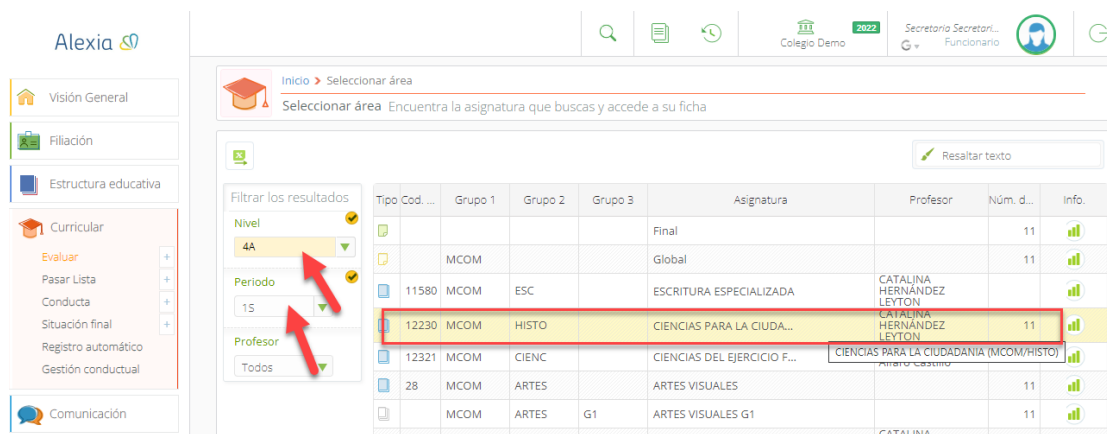 Alexia
Colegio Demo
2022
Secretaria Secretari...
G Funcionario
Inicio > Seleccionar área
Seleccionar área Encuentra la asignatura que buscas y accede a su ficha
Visión General
Filiación
Estructura educativa
Curricular
Evaluar +
Pasar Lista +
Conducta +
Situación final +
Registro automático
Gestión conductual
Comunicación
Resaltar texto
Filtrar los resultados
Nivel
4A
Periodo
1S
Profesor
Todos
Tipo Cod. ... Grupo 1 Grupo 2 Grupo 3 Asignatura Profesor Núm. d... Info.
Final 11
MCOM Global 11
11580 MCOM ESC ESCRITURA ESPECIALIZADA CATALINA HERNÁNDEZ LEYTON
12230 MCOM HISTO CIENCIAS PARA LA CIUDA... CATALINA HERNÁNDEZ LEYTON 11
12321 MCOM CIENC CIENCIAS DEL EJERCICIO F... Alfaro Castillo
CIENCIAS PARA LA CIUDADANÍA (MCOM/HISTO)
28 MCOM ARTES ARTES VISUALES 11
MCOM ARTES G1 ARTES VISUALES G1 11
CATALINA